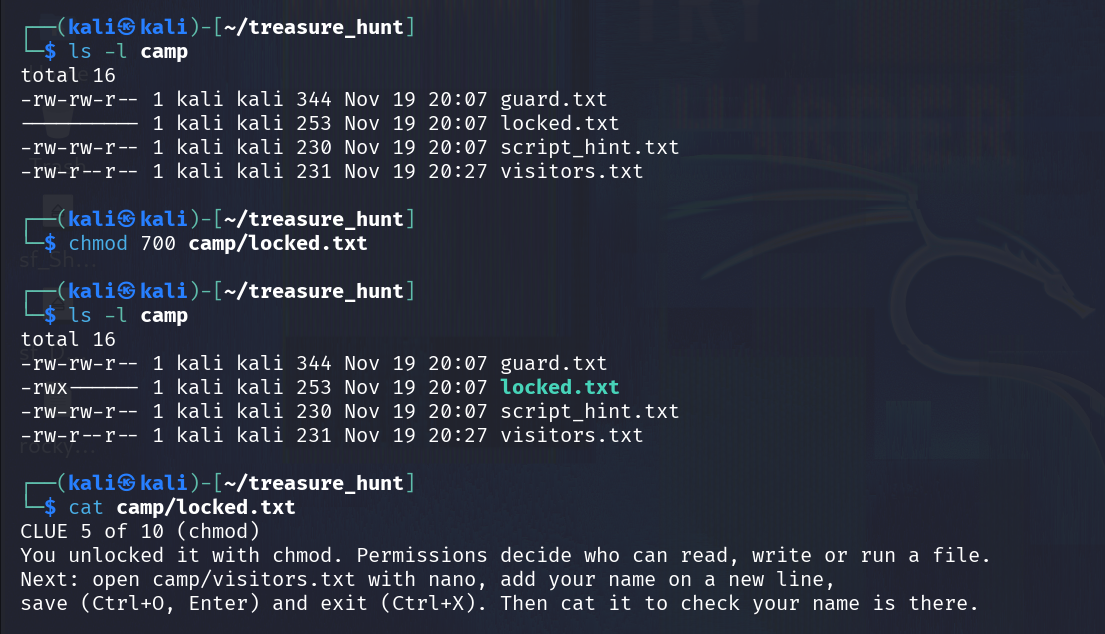 ┌──(kali㉿kali)-[~/treasure_hunt]
└─$ ls -l camp
total 16
-rw-rw-r-- 1 kali kali 344 Nov 19 20:07 guard.txt
---------- 1 kali kali 253 Nov 19 20:07 locked.txt
-rw-rw-r-- 1 kali kali 230 Nov 19 20:07 script_hint.txt
-rw-r--r-- 1 kali kali 231 Nov 19 20:27 visitors.txt

┌──(kali㉿kali)-[~/treasure_hunt]
└─$ chmod 700 camp/locked.txt

┌──(kali㉿kali)-[~/treasure_hunt]
└─$ ls -l camp
total 16
-rw-rw-r-- 1 kali kali 344 Nov 19 20:07 guard.txt
-rwx------ 1 kali kali 253 Nov 19 20:07 locked.txt
-rw-rw-r-- 1 kali kali 230 Nov 19 20:07 script_hint.txt
-rw-r--r-- 1 kali kali 231 Nov 19 20:27 visitors.txt

┌──(kali㉿kali)-[~/treasure_hunt]
└─$ cat camp/locked.txt
CLUE 5 of 10 (chmod)
You unlocked it with chmod. Permissions decide who can read, write or run a file.
Next: open camp/visitors.txt with nano, add your name on a new line,
save (Ctrl+O, Enter) and exit (Ctrl+X). Then cat it to check your name is there.